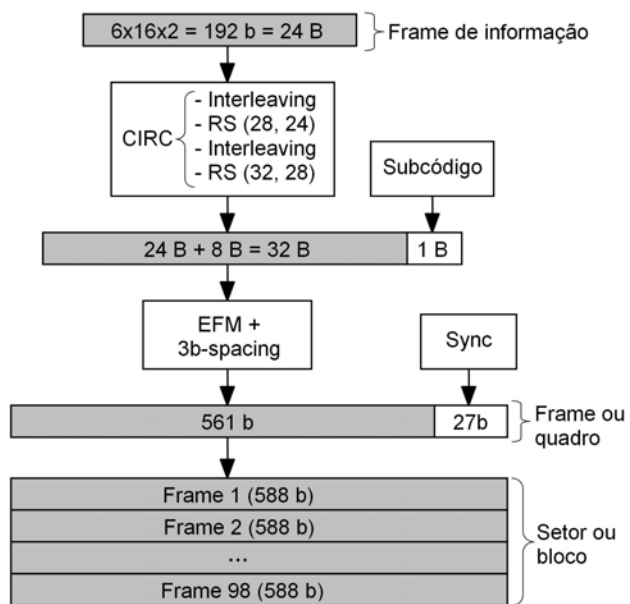 6x16x2 = 192 b = 24 B
Frame de informação
CIRC
- Interleaving
- RS (28, 24)
- Interleaving
- RS (32, 28)
Subcódigo
24 B + 8 B = 32 B
1 B
EFM +
3b-spacing
Sync
561 b
27b
Frame ou
quadro
Frame 1 (588 b)
Frame 2 (588 b)
...
Frame 98 (588 b)
Setor ou
bloco